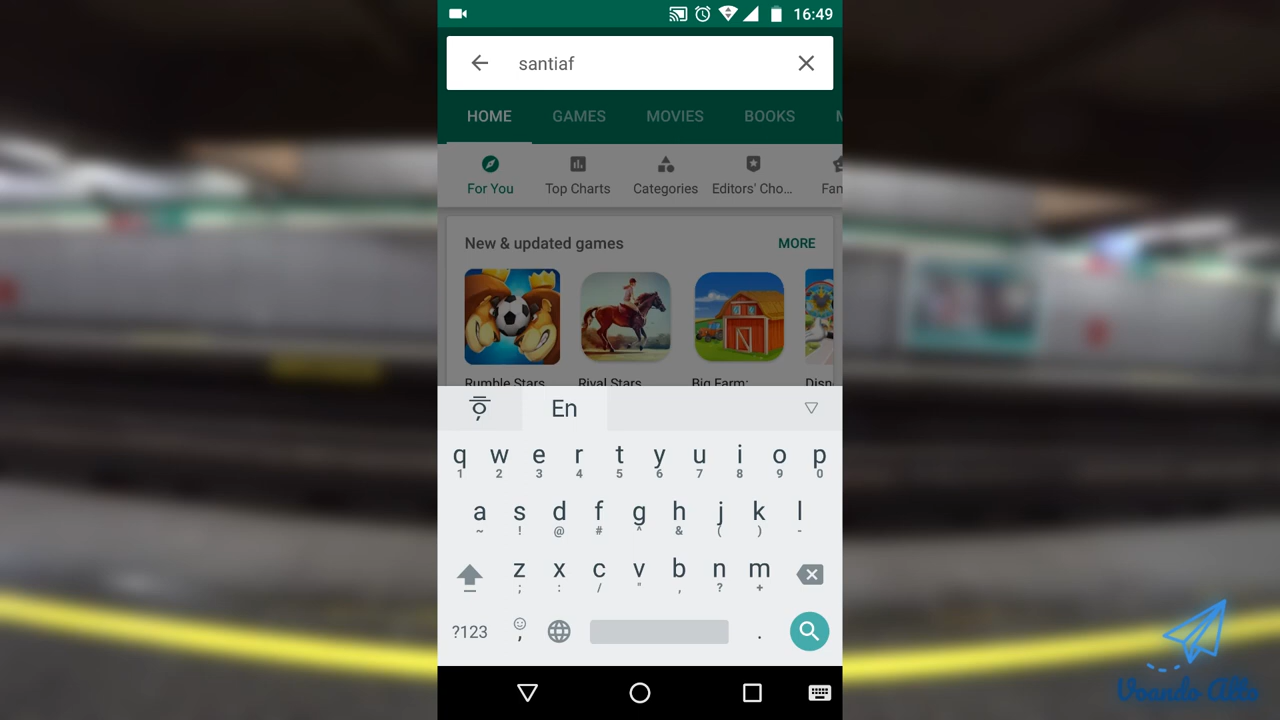 16:49
santiaf
HOME GAMES MOVIES BOOKS M
For You Top Charts Categories Editors' Cho... Fan
New & updated games MORE
Rumble Stars Rival Stars Big Farm: Disn
ठ़ En
q w e r t y u i o p
1 2 3 4 5 6 7 8 9 0
a s d f g h j k l
~ ! @ # ^ & ( ) -
z x c v b n m
; : / " , ? +
?123 , .
Voando Alto